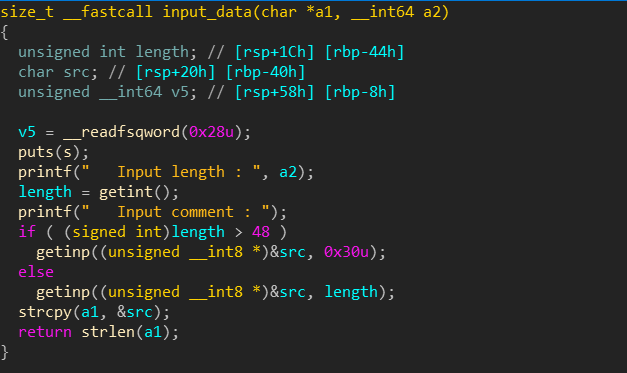 size_t __fastcall input_data(char *a1, __int64 a2)
{
  unsigned int length; // [rsp+1Ch] [rbp-44h]
  char src; // [rsp+20h] [rbp-40h]
  unsigned __int64 v5; // [rsp+58h] [rbp-8h]

  v5 = __readfsqword(0x28u);
  puts(s);
  printf("   Input length : ", a2);
  length = getint();
  printf("   Input comment : ");
  if ( (signed int)length > 48 )
    getinp((unsigned __int8 *)&src, 0x30u);
  else
    getinp((unsigned __int8 *)&src, length);
  strcpy(a1, &src);
  return strlen(a1);
}